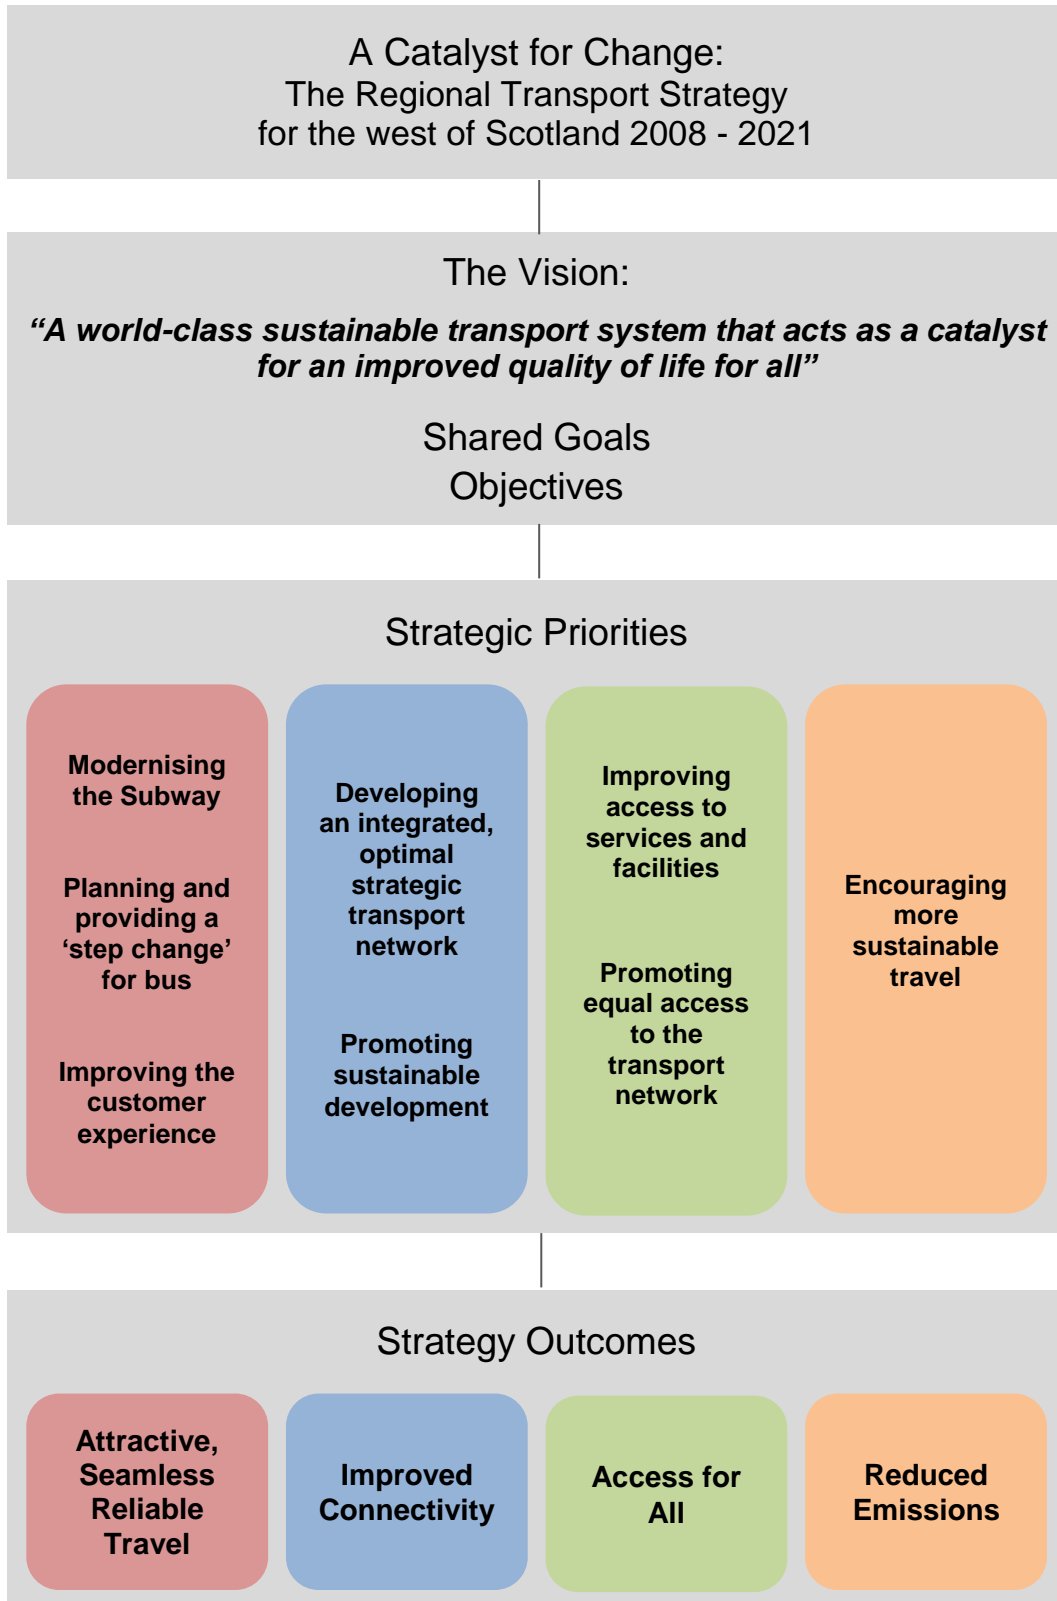 A Catalyst for Change:
The Regional Transport Strategy
for the west of Scotland 2008 - 2021
The Vision:
“A world-class sustainable transport system that acts as a catalyst
for an improved quality of life for all”
Shared Goals
Objectives
Strategic Priorities
Modernising
the Subway
Planning and
providing a
‘step change’
for bus
Improving the
customer
experience
Developing
an integrated,
optimal
strategic
transport
network
Promoting
sustainable
development
Improving
access to
services and
facilities
Promoting
equal access
to the
transport
network
Encouraging
more
sustainable
travel
Strategy Outcomes
Attractive,
Seamless
Reliable
Travel
Improved
Connectivity
Access for
All
Reduced
Emissions